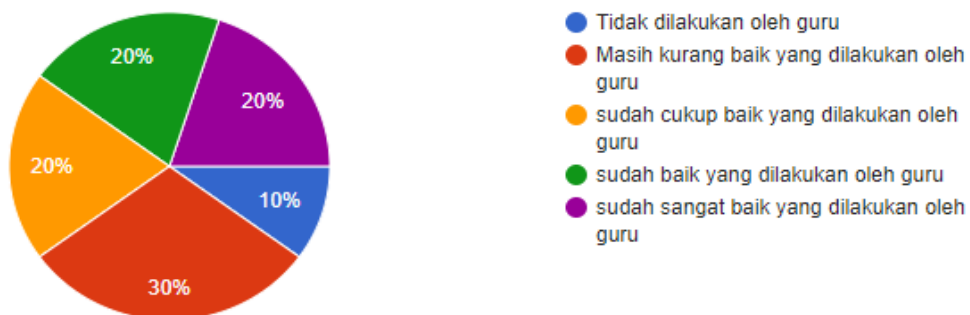 20%
20%
20%
10%
30%
Tidak dilakukan oleh guru
Masih kurang baik yang dilakukan oleh
guru
sudah cukup baik yang dilakukan oleh
guru
sudah baik yang dilakukan oleh guru
sudah sangat baik yang dilakukan oleh
guru